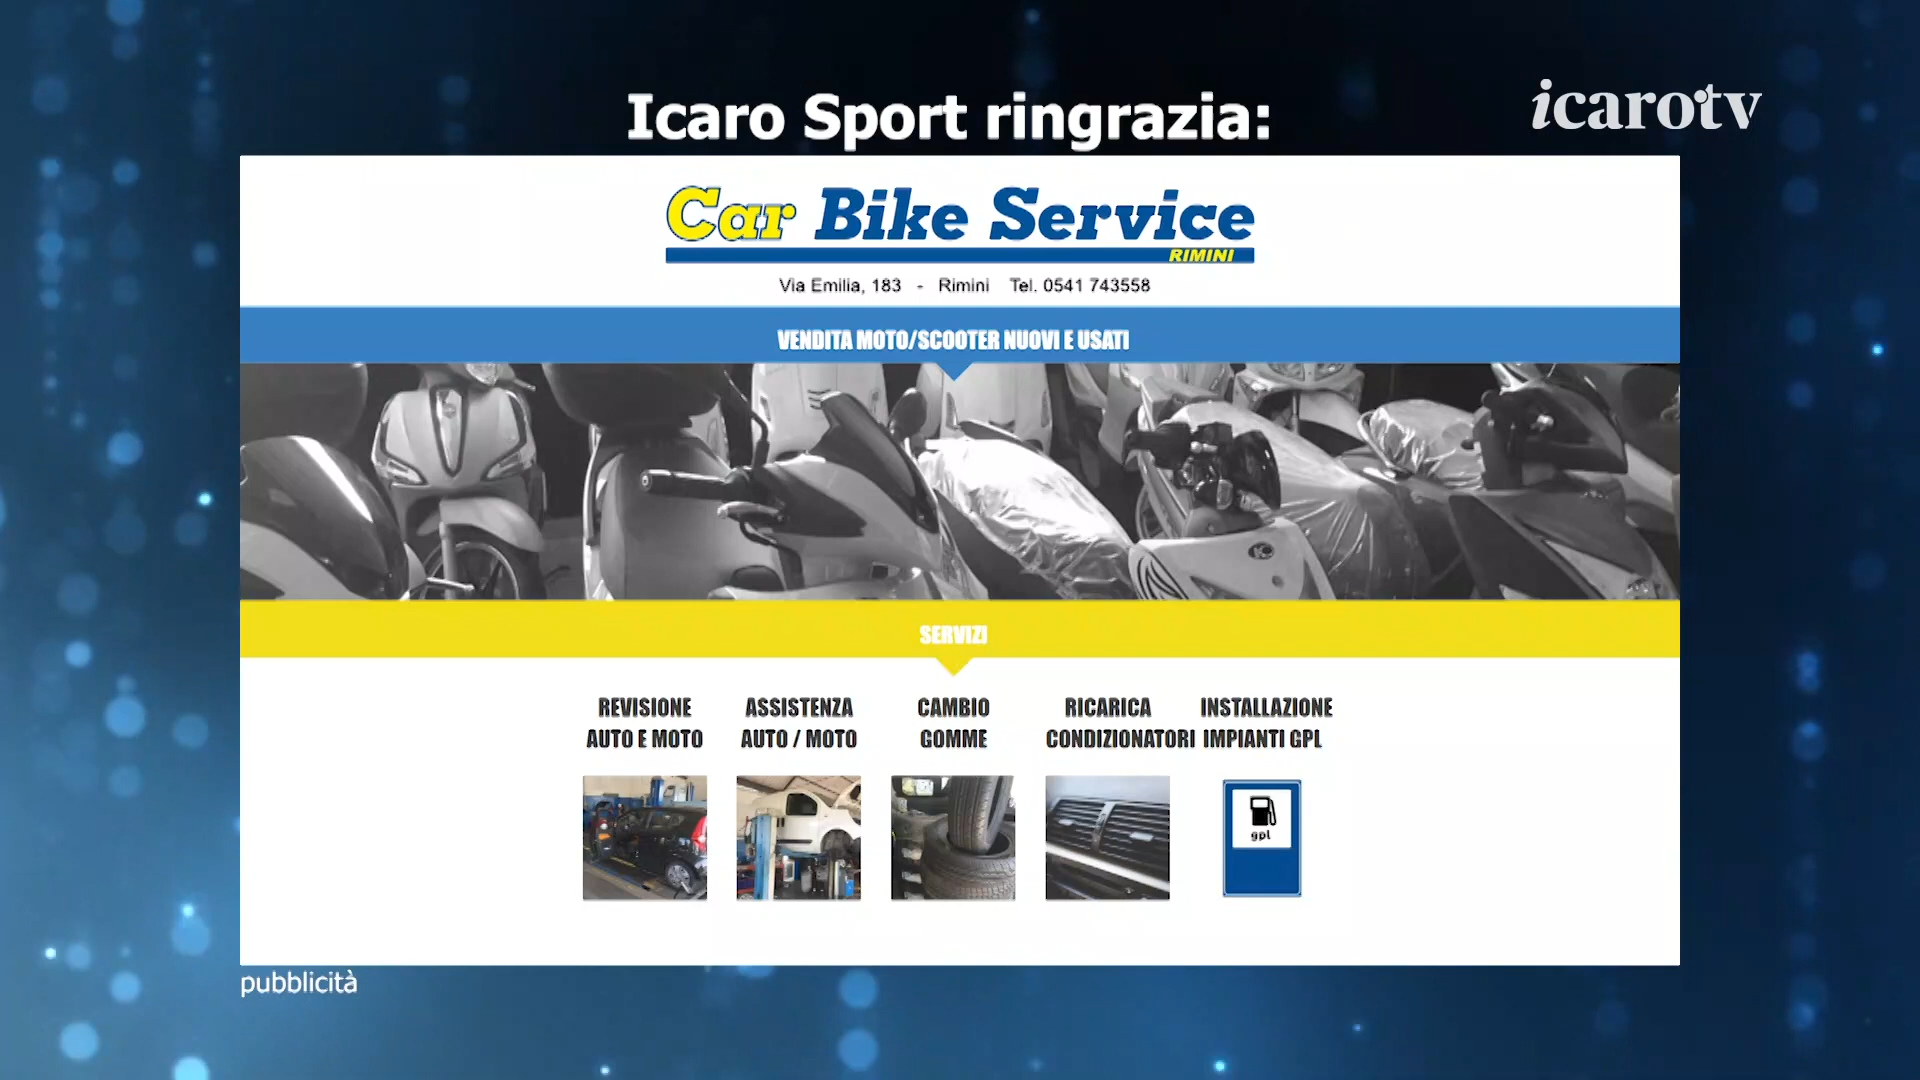 Icaro Sport ringrazia:
icarotv
Car Bike Service
RIMINI
Via Emilia, 183 - Rimini Tel. 0541 743558
VENDITA MOTO/SCOOTER NUOVI E USATI
SERVIZI
REVISIONE
AUTO E MOTO
ASSISTENZA
AUTO / MOTO
CAMBIO
GOMME
RICARICA
CONDIZIONATORI
INSTALLAZIONE
IMPIANTI GPL
gpl
pubblicità